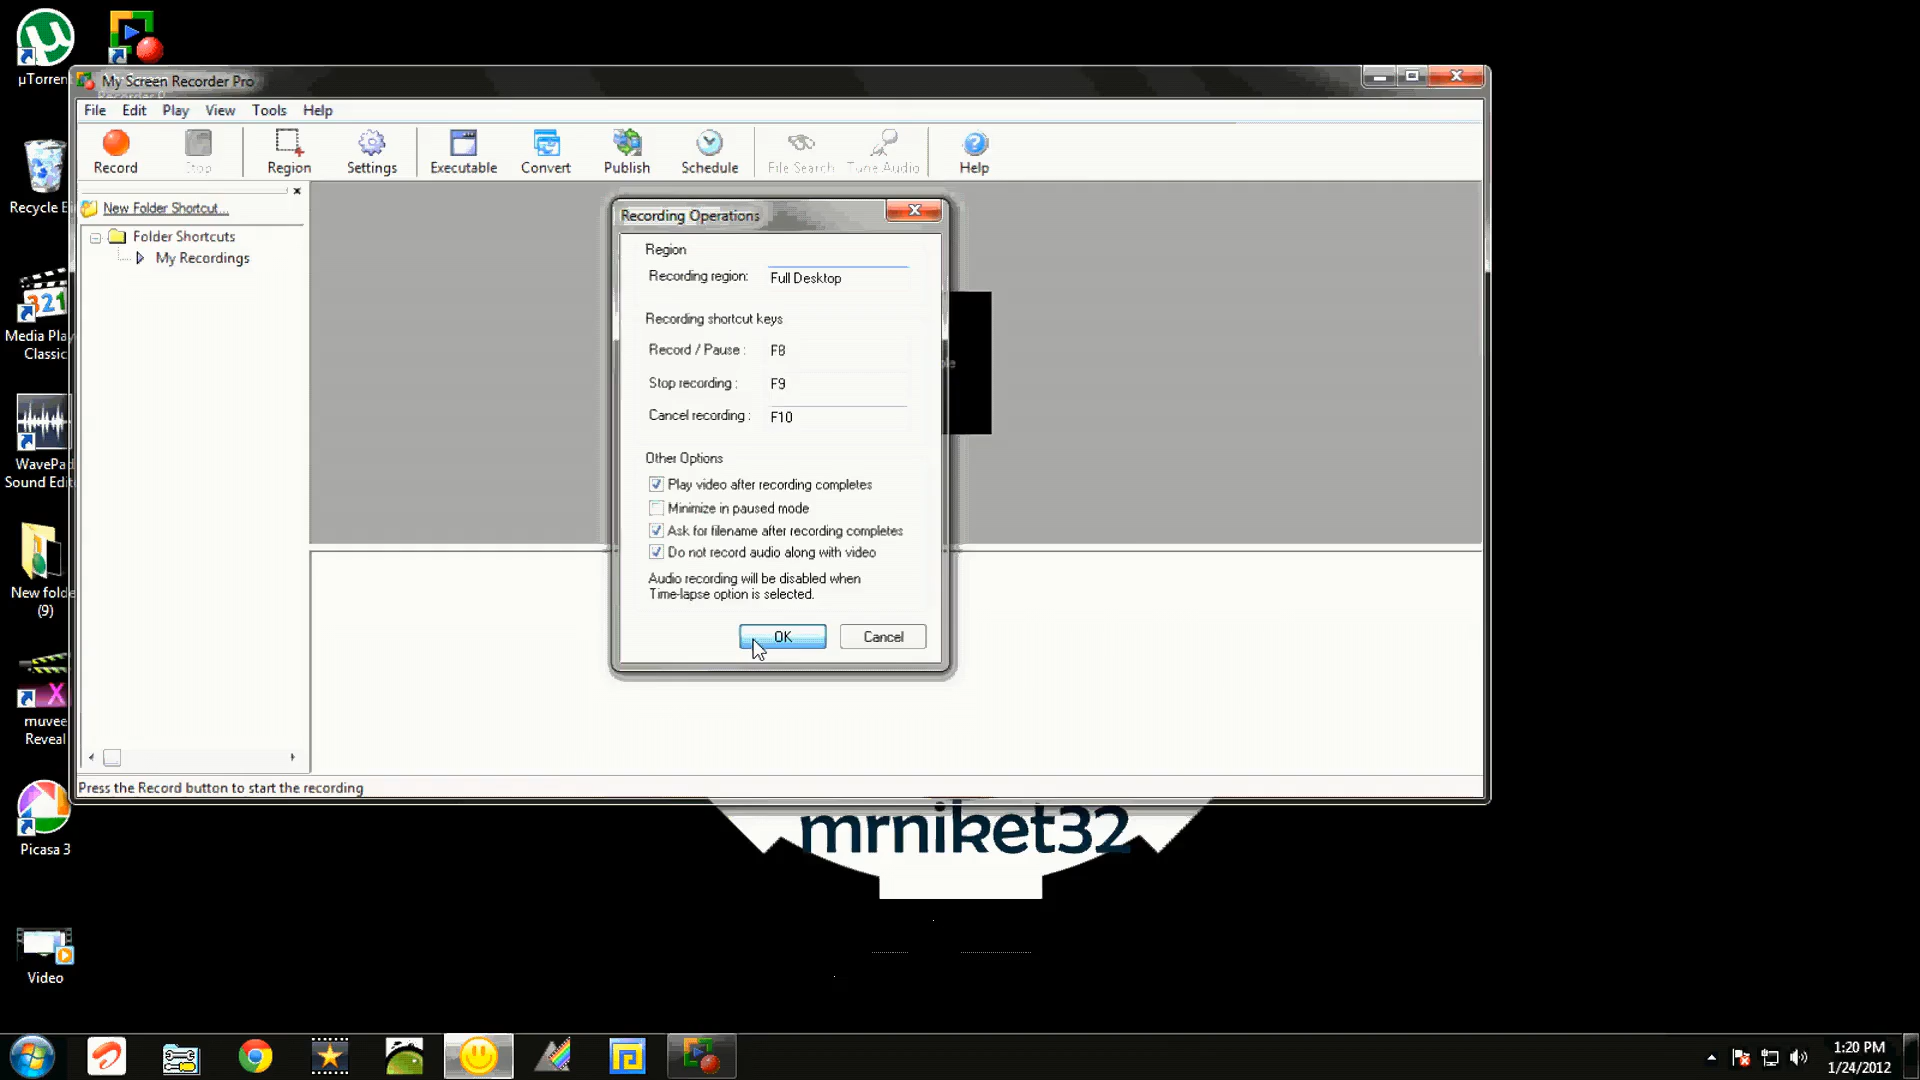 µTorrent
My Screen Recorder Pro
File Edit Play View Tools Help
Record Stop Region Settings Executable Convert Publish Schedule File Search Tune Audio Help
New Folder Shortcut...
Folder Shortcuts
My Recordings
Recycle
Media Pla
Classic
WavePa
Sound Edit
New folde
(9)
muvee
Reveal
Picasa 3
Video
Recording Operations
Region
Recording region: Full Desktop
Recording shortcut keys
Record / Pause : F8
Stop recording : F9
Cancel recording : F10
Other Options
Play video after recording completes
Minimize in paused mode
Ask for filename after recording completes
Do not record audio along with video
Audio recording will be disabled when
Time-lapse option is selected.
OK Cancel
Press the Record button to start the recording
mrniket32
1:20 PM
1/24/2012